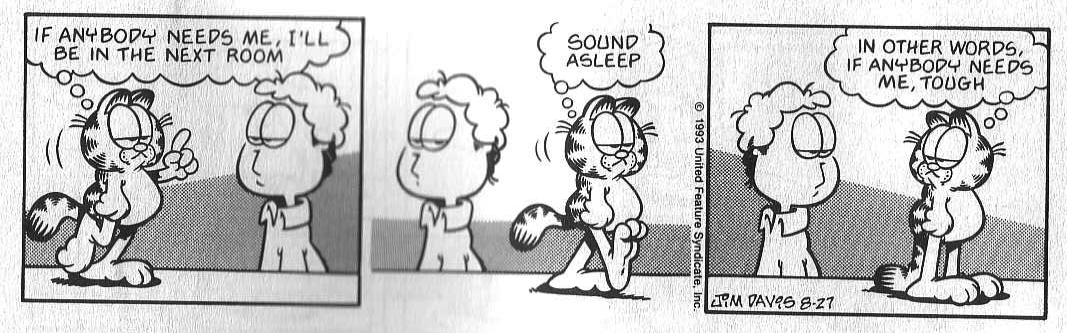 IF ANYBODY NEEDS ME, I'LL
BE IN THE NEXT ROOM
SOUND
ASLEEP
© 1993 United Feature Syndicate, Inc.
IN OTHER WORDS,
IF ANYBODY NEEDS
ME, TOUGH
JIM DAVIS 8-27